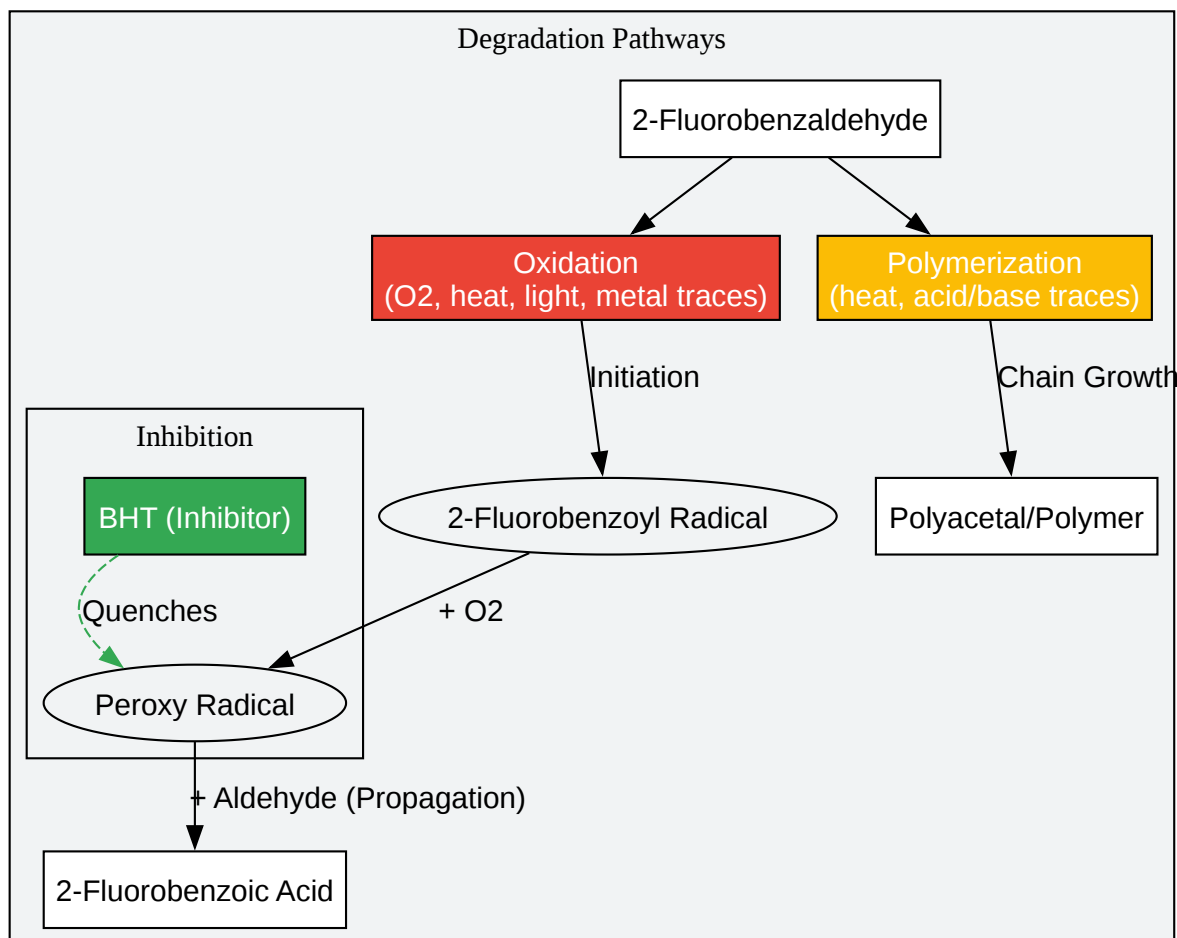 Degradation Pathways
2-Fluorobenzaldehyde
Oxidation
(O2, heat, light, metal traces)
Polymerization
(heat, acid/base traces)
Initiation
Chain Growth
Inhibition
BHT (Inhibitor)
2-Fluorobenzoyl Radical
Polyacetal/Polymer
Quenches
+ O2
Peroxy Radical
+ Aldehyde (Propagation)
2-Fluorobenzoic Acid